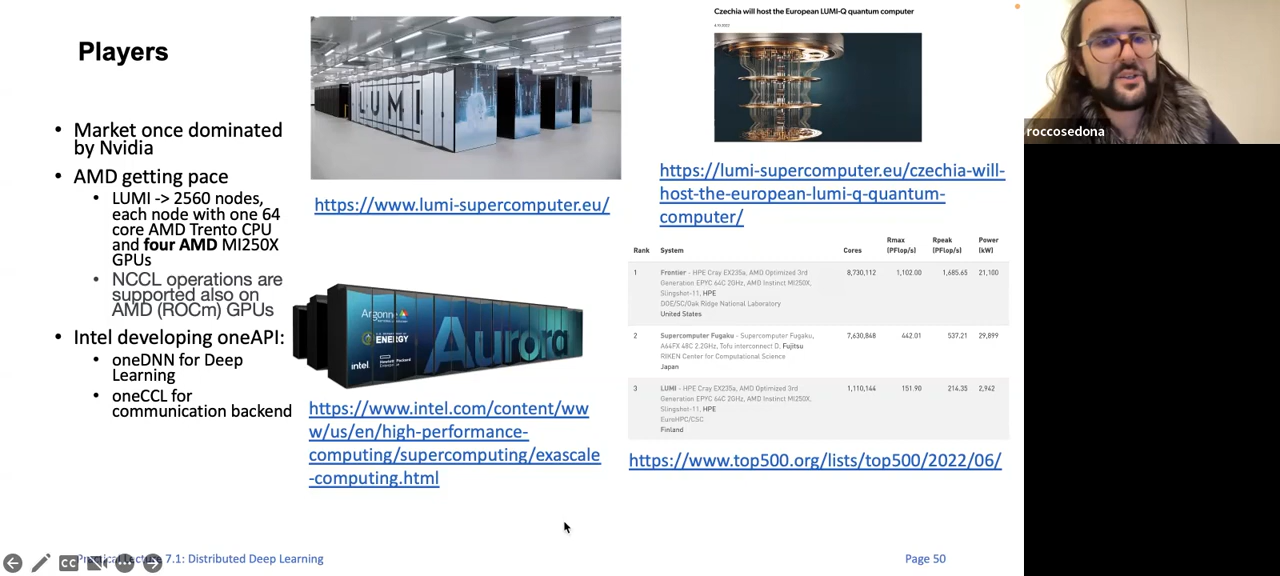 Players
• Market once dominated
by Nvidia
• AMD getting pace
• LUMI -> 2560 nodes,
each node with one 64
core AMD Trento CPU
and four AMD MI250X
GPUs
• NCCL operations are
supported also on
AMD (ROCm) GPUs
• Intel developing oneAPI:
• oneDNN for Deep
Learning
• oneCCL for
communication backend
LUMI
https://www.lumi-supercomputer.eu/
Argonne
ENERGY
intel
Aurora
https://www.intel.com/content/ww
w/us/en/high-performance-
computing/supercomputing/exascale
-computing.html
Czechia will host the European LUMI-Q quantum computer
https://lumi-supercomputer.eu/czechia-will-
host-the-european-lumi-q-quantum-
computer/
Rank System Cores Rmax (PFlop/s) Rpeak (PFlop/s) Power (kW)
1 Frontier - HPE Cray EX235a, AMD Optimized 3rd 8,730,112 1,102.00 1,685.65 21,100
Generation EPYC 64C 2GHz, AMD Instinct MI250X,
Slingshot-11, HPE
DOE/SC/Oak Ridge National Laboratory
United States
2 Supercomputer Fugaku - Supercomputer Fugaku, 7,630,848 442.01 537.21 29,899
A64FX 48C 2.2GHz, Tofu interconnect D, Fujitsu
RIKEN Center for Computational Science
Japan
3 LUMI - HPE Cray EX235a, AMD Optimized 3rd 1,110,144 151.90 214.35 2,942
Generation EPYC 64C 2GHz, AMD Instinct MI250X,
Slingshot-11, HPE
EuroHPC/CSC
Finland
https://www.top500.org/lists/top500/2022/06/
roccosedona
CC
Practical Lecture 7.1: Distributed Deep Learning
Page 50